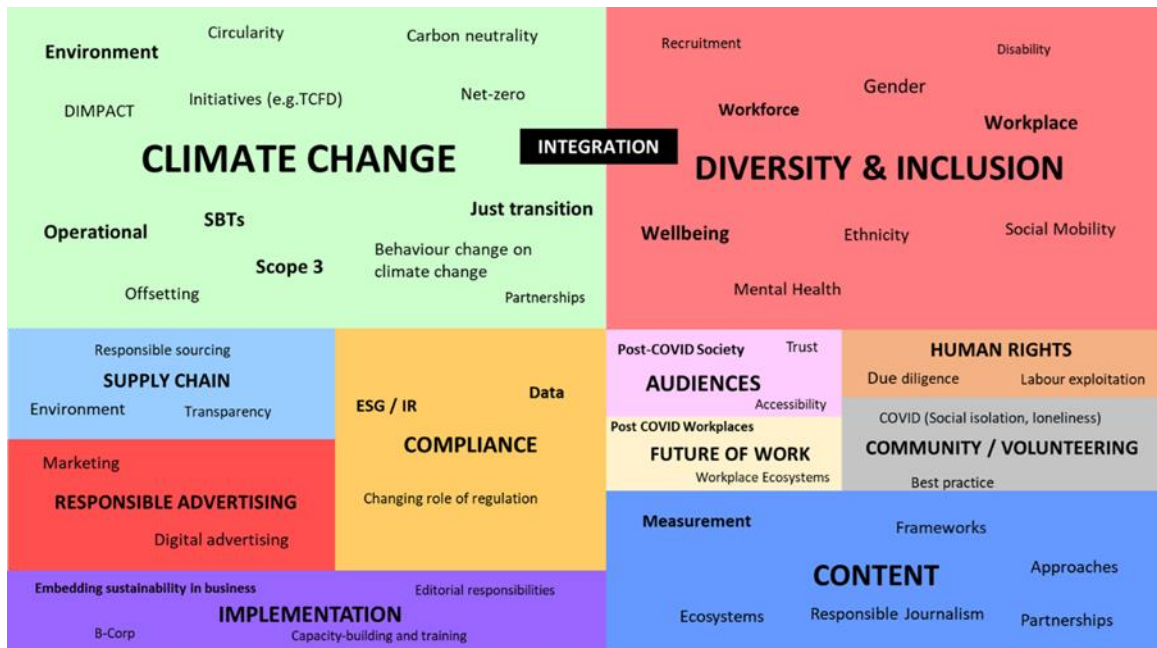 Circularity
Carbon neutrality
Environment
Initiatives (e.g.TCFD)
Net-zero
DIMPACT
CLIMATE CHANGE
Just transition
SBTs
Operational
Behaviour change on
climate change
Scope 3
Offsetting
Partnerships
INTEGRATION
Recruitment
Disability
Gender
Workforce
Workplace
DIVERSITY & INCLUSION
Wellbeing
Ethnicity
Social Mobility
Mental Health
Responsible sourcing
SUPPLY CHAIN
Environment
Transparency
Data
ESG / IR
COMPLIANCE
Changing role of regulation
Post-COVID Society
Trust
AUDIENCES
Accessibility
HUMAN RIGHTS
Due diligence
Labour exploitation
Post COVID Workplaces
FUTURE OF WORK
Workplace Ecosystems
COVID (Social isolation, loneliness)
COMMUNITY / VOLUNTEERING
Best practice
Marketing
RESPONSIBLE ADVERTISING
Digital advertising
Measurement
Frameworks
CONTENT
Approaches
Ecosystems
Responsible Journalism
Partnerships
Embedding sustainability in business
Editorial responsibilities
IMPLEMENTATION
B-Corp
Capacity-building and training